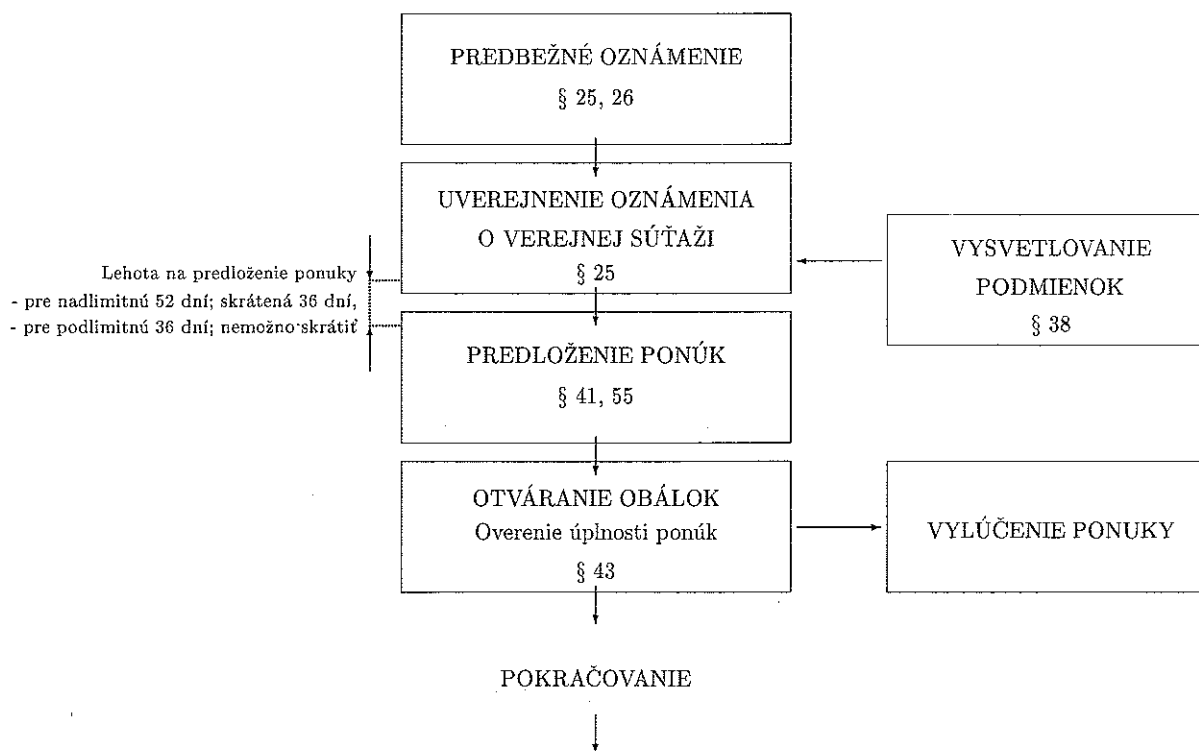 PREDBEŽNÉ OZNÁMENIE
§ 25, 26
UVEREJNENIE OZNÁMENIA
O VEREJNEJ SÚŤAŽI
§ 25
Lehota na predloženie ponuky
- pre nadlimitnú 52 dní; skrátená 36 dní,
- pre podlimitnú 36 dní; nemožno skrátiť
VYSVETLOVANIE
PODMIENOK
§ 38
PREDLOŽENIE PONÚK
§ 41, 55
OTVÁRANIE OBÁLOK
Overenie úplnosti ponúk
§ 43
VYLÚČENIE PONUKY
POKRAČOVANIE